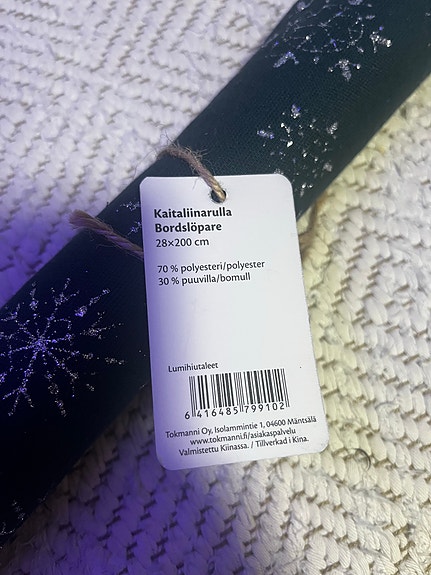 Kaitaliinarulla
Bordslöpare
28×200 cm
70 % polyesteri/polyester
30 % puuvilla/bomull
Lumihiutaleet
6 416485 799102
Tokmanni Oy, Isolammintie 1, 04600 Mäntsälä
www.tokmanni.fi/asiakaspalvelu
Valmistettu Kiinassa. / Tillverkad i Kina.